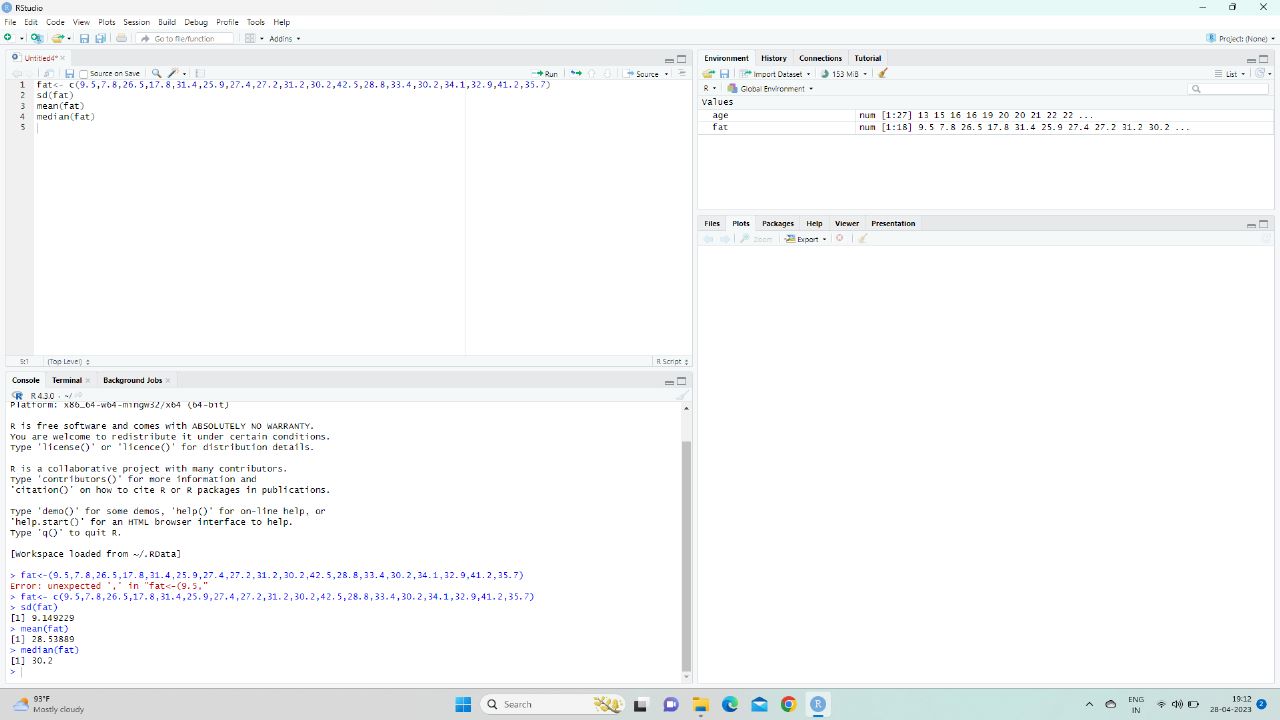 RStudio
File Edit Code View Plots Session Build Debug Profile Tools Help
Go to file/function Addins Project: (None)
Untitled4*
Source on Save Run Source
1 fat<- c(9.5,7.8,26.5,17.8,31.4,25.9,27.4,27.2,31.2,30.2,42.5,28.8,33.4,30.2,34.1,32.9,41.2,35.7)
2 sd(fat)
3 mean(fat)
4 median(fat)
5
5:1 (Top Level) R Script
Console Terminal Background Jobs
R 4.3.0 · ~/
Platform: x86_64-w64-mingw32/x64 (64-bit)
R is free software and comes with ABSOLUTELY NO WARRANTY.
You are welcome to redistribute it under certain conditions.
Type 'license()' or 'licence()' for distribution details.
R is a collaborative project with many contributors.
Type 'contributors()' for more information and
'citation()' on how to cite R or R packages in publications.
Type 'demo()' for some demos, 'help()' for on-line help, or
'help.start()' for an HTML browser interface to help.
Type 'q()' to quit R.
[Workspace loaded from ~/.RData]
> fat<-(9.5,7.8,26.5,17.8,31.4,25.9,27.4,27.2,31.2,30.2,42.5,28.8,33.4,30.2,34.1,32.9,41.2,35.7)
Error: unexpected ',' in "fat<-(9.5,"
> fat<- c(9.5,7.8,26.5,17.8,31.4,25.9,27.4,27.2,31.2,30.2,42.5,28.8,33.4,30.2,34.1,32.9,41.2,35.7)
> sd(fat)
[1] 9.149229
> mean(fat)
[1] 28.53889
> median(fat)
[1] 30.2
>
Environment History Connections Tutorial
Import Dataset 153 MiB List
R Global Environment
Values
age num [1:27] 13 15 16 16 19 20 20 21 22 22 ...
fat num [1:18] 9.5 7.8 26.5 17.8 31.4 25.9 27.4 27.2 31.2 30.2 ...
Files Plots Packages Help Viewer Presentation
Zoom Export
93°F
Mostly cloudy
Search
ENG
IN
19:12
28-04-2023
2